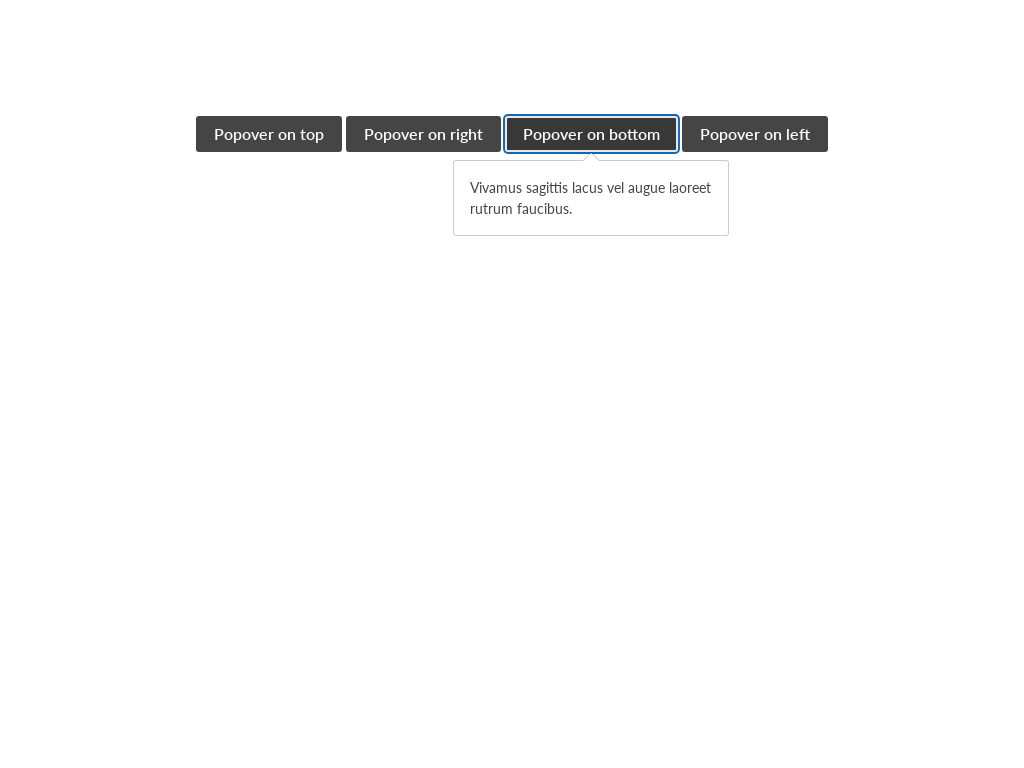 Popover on top Popover on right Popover on bottom Popover on left
Vivamus sagittis lacus vel augue laoreet
rutrum faucibus.